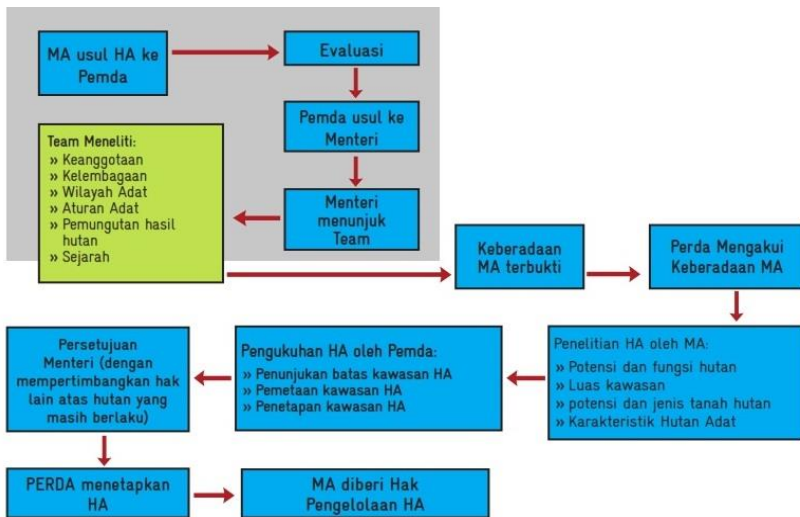 MA usul HA ke
Pemda
Evaluasi
Pemda usul ke
Menteri
Menteri
menunjuk
Team
Team Meneliti:
» Keanggotaan
» Kelembagaan
» Wilayah Adat
» Aturan Adat
» Pemungutan hasil
hutan
» Sejarah
Keberadaan
MA terbukti
Perda Mengakui
Keberadaan MA
Penelitian HA oleh MA:
» Potensi dan fungsi hutan
» Luas kawasan
» potensi dan jenis tanah hutan
» Karakteristik Hutan Adat
Pengukuhan HA oleh Pemda:
» Penunjukan batas kawasan HA
» Pemetaan kawasan HA
» Penetapan kawasan HA
Persetujuan
Menteri (dengan
mempertimbangkan hak
lain atas hutan yang
masih berlaku)
PERDA menetapkan
HA
MA diberi Hak
Pengelolaan HA